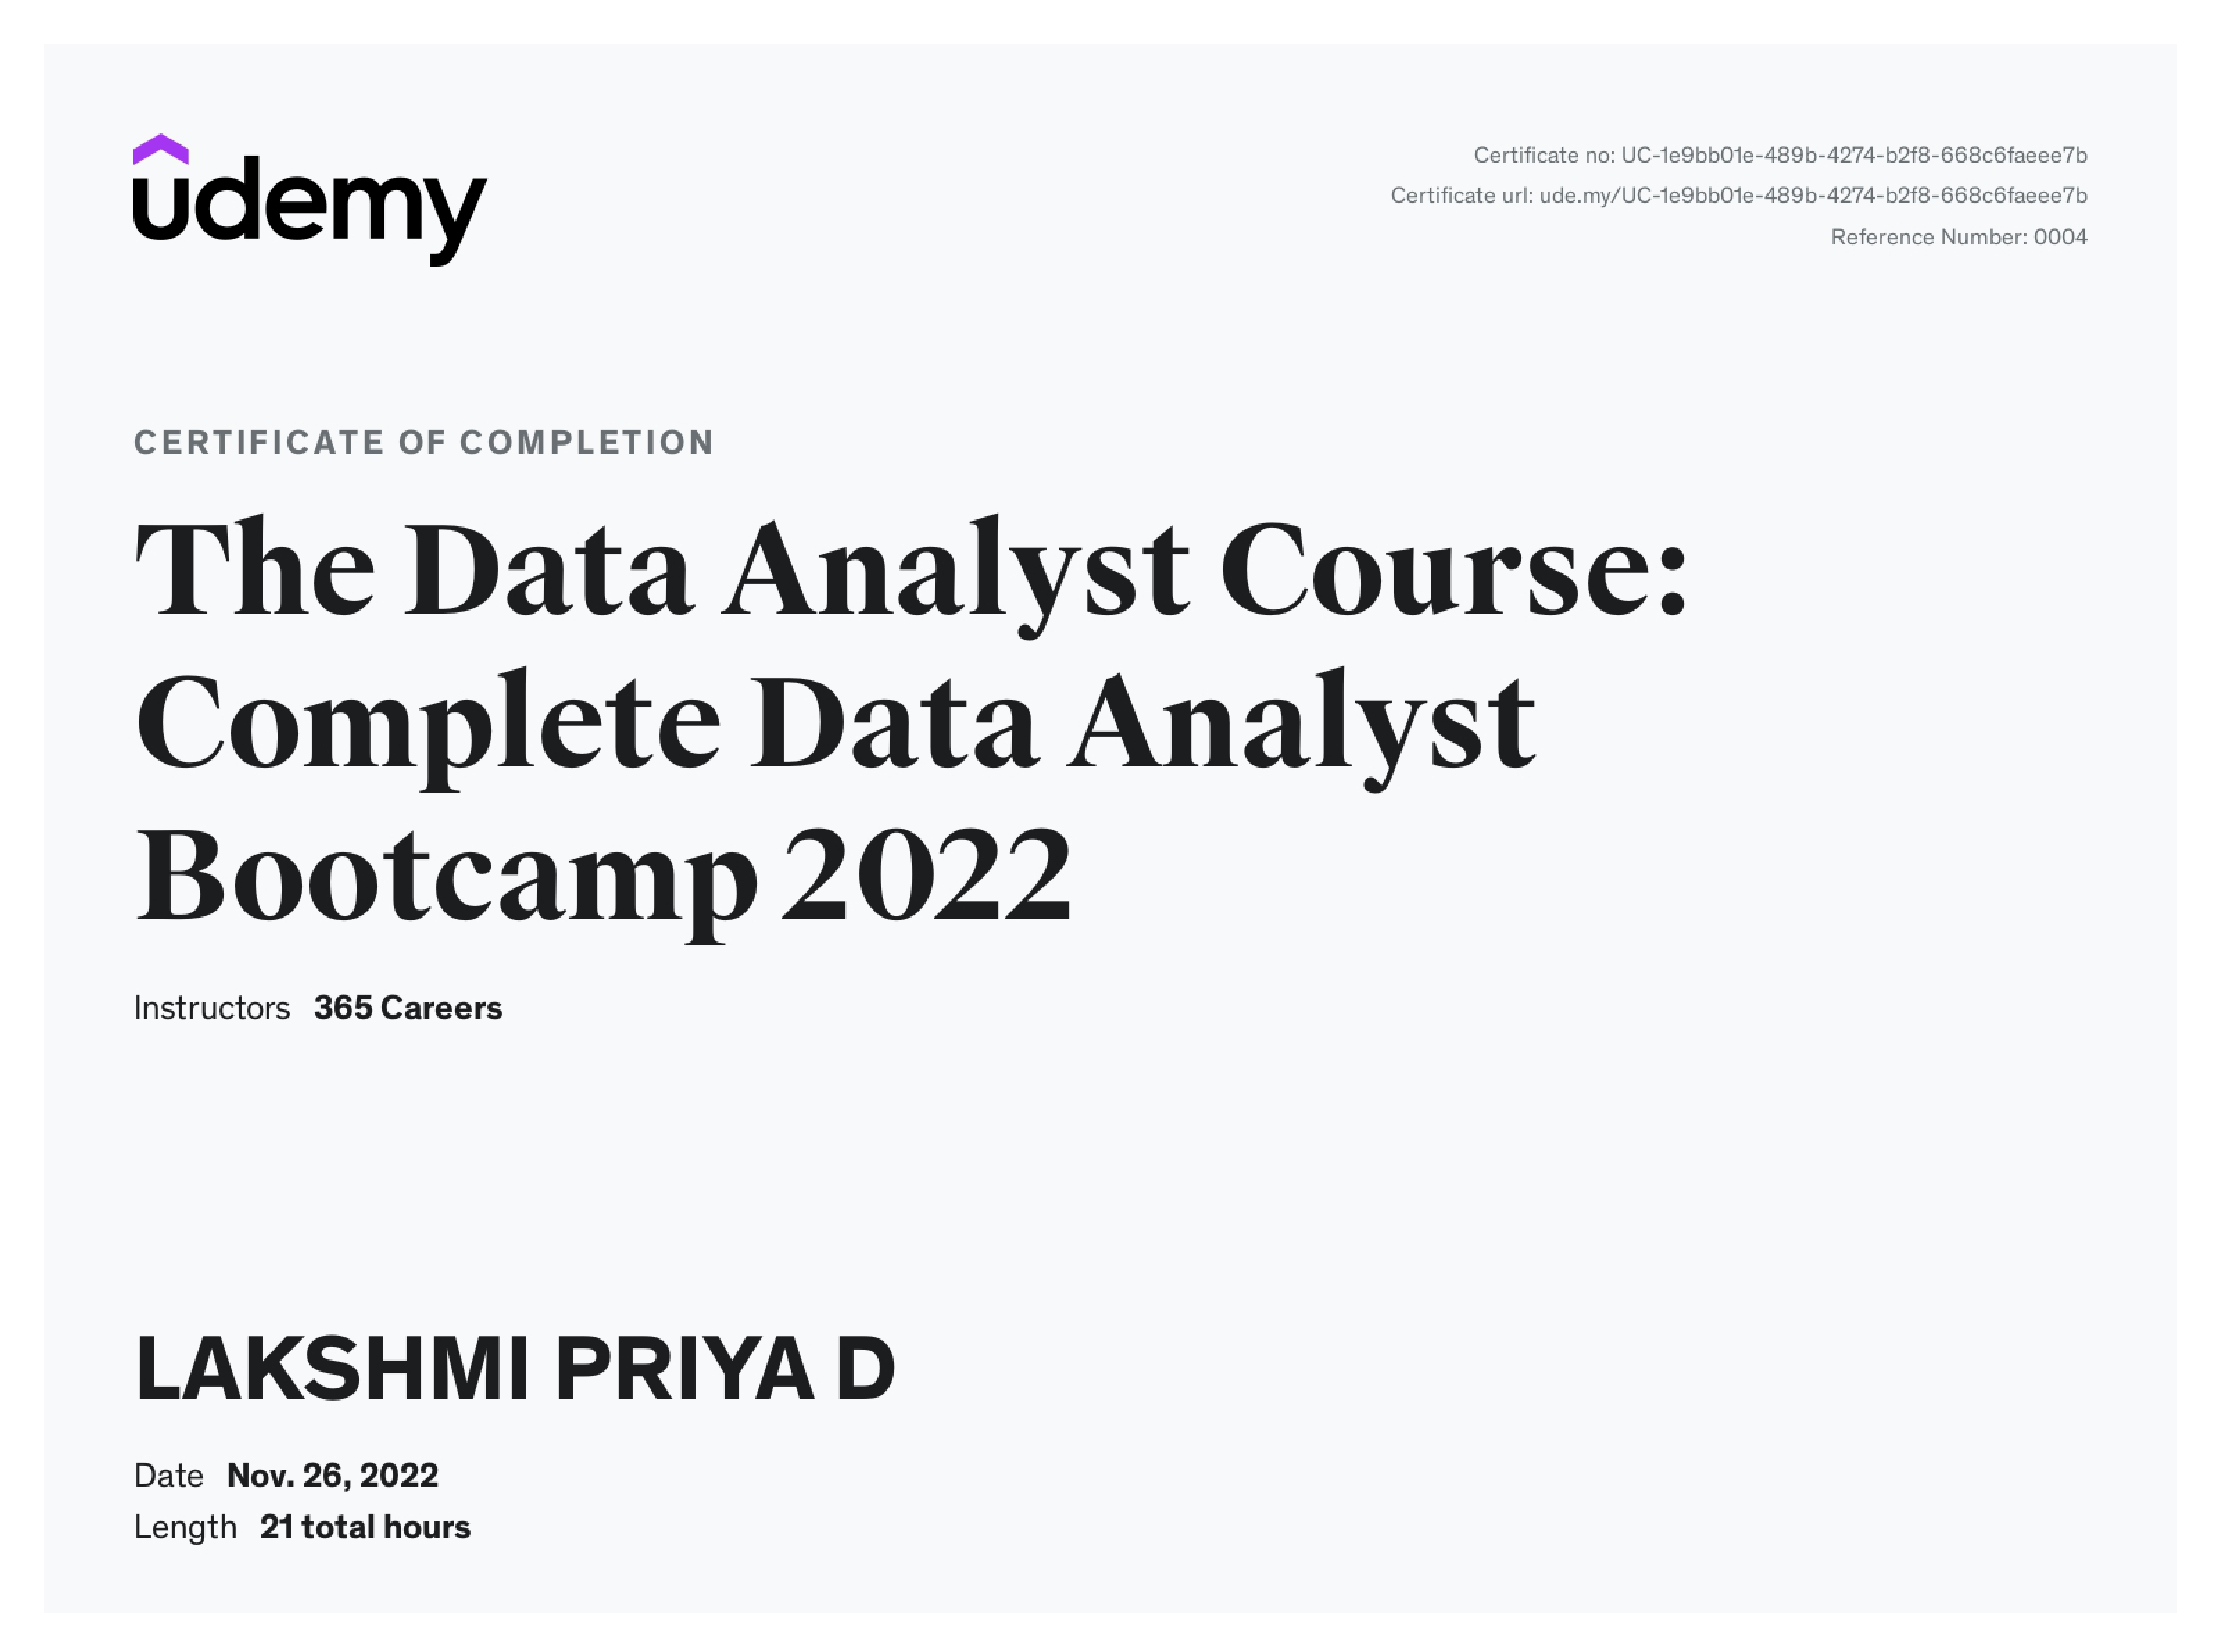 udemy
Certificate no: UC-1e9bb01e-489b-4274-b2f8-668c6faeee7b
Certificate url: ude.my/UC-1e9bb01e-489b-4274-b2f8-668c6faeee7b
Reference Number: 0004
CERTIFICATE OF COMPLETION
The Data Analyst Course:
Complete Data Analyst
Bootcamp 2022
Instructors 365 Careers
LAKSHMI PRIYA D
Date Nov. 26, 2022
Length 21 total hours